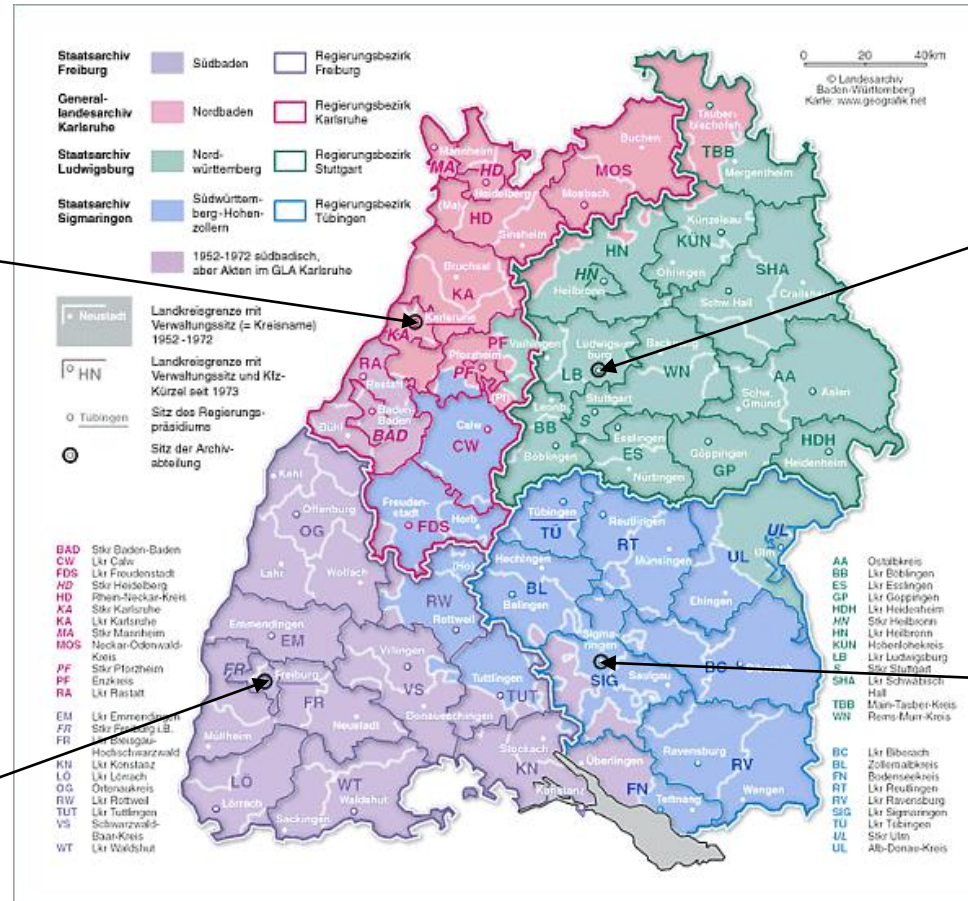 Staatsarchiv
Freiburg
Südbaden
Regierungsbezirk
Freiburg
General-
landesarchiv
Karlsruhe
Nordbaden
Regierungsbezirk
Karlsruhe
Staatsarchiv
Ludwigsburg
Nord-
württemberg
Regierungsbezirk
Stuttgart
Staatsarchiv
Sigmaringen
Südwürttem-
berg-Hohen-
zollern
Regierungsbezirk
Tübingen
1952-1972 südbadisch,
aber Akten im GLA Karlsruhe
Neustadt
Landkreisgrenze mit
Verwaltungssitz (= Kreisname)
1952-1972
HN
Landkreisgrenze mit
Verwaltungssitz und Kfz-
Kürzel seit 1973
Tübingen
Sitz des Regierungs-
präsidiums
Sitz der Archiv-
abteilung
0 20 40km
© Landesarchiv
Baden-Württemberg
Karte: www.geografik.net
Tauber-
bischofsh.
TBB
Mergentheim
Buchen
MOS
Mosbach
Mannheim
MA
HD
Heidelberg
(Ma)
HD
Sinsheim
Künzelsau
KÜN
Öhringen
HN
HN
Heilbronn
SHA
Schw. Hall
Crailsheim
Bruchsal
KA
Karlsruhe
KA
Pforzheim
PF
PF
Vaihingen
Ludwigs-
burg
LB
Backnang
WN
AA
Aalen
Schw.
Gmünd
RA
Rastatt
Baden-
Baden
Bühl
BAD
Calw
CW
Leonb.
BB
Böblingen
S
Stuttgart
Esslingen
ES
Nürtingen
Göppingen
GP
HDH
Heidenheim
Kehl
Offenburg
OG
Lahr
Wolfach
Freuden-
stadt
FDS
Horb
(Ho)
Tübingen
TÜ
Reutlingen
RT
Münsingen
UL
UL
Ulm
Ehingen
Hechingen
BL
Balingen
RW
Rottweil
Emmendingen
EM
FR
Freiburg
FR
Villingen
VS
Donaueschingen
Neustadt
Müllheim
Tuttlingen
TUT
Sigma-
ringen
SIG
Saulgau
BC
Stockach
KN
Konstanz
Überlingen
FN
Tettnang
Ravensburg
RV
Wangen
LÖ
Lörrach
Säckingen
WT
Waldshut
BAD Stkr Baden-Baden
CW Lkr Calw
FDS Lkr Freudenstadt
HD Stkr Heidelberg
HD Rhein-Neckar-Kreis
KA Stkr Karlsruhe
KA Lkr Karlsruhe
MA Stkr Mannheim
MOS Neckar-Odenwald-
Kreis
PF Stkr Pforzheim
PF Enzkreis
RA Lkr Rastatt
EM Lkr Emmendingen
FR Stkr Freiburg i.B.
FR Lkr Breisgau-
Hochschwarzwald
KN Lkr Konstanz
LÖ Lkr Lörrach
OG Ortenaukreis
RW Lkr Rottweil
TUT Lkr Tuttlingen
VS Schwarzwald-
Baar-Kreis
WT Lkr Waldshut
AA Ostalbkreis
BB Lkr Böblingen
ES Lkr Esslingen
GP Lkr Göppingen
HDH Lkr Heidenheim
HN Stkr Heilbronn
HN Lkr Heilbronn
KÜN Hohenlohekreis
LB Lkr Ludwigsburg
S Stkr Stuttgart
SHA Lkr Schwäbisch
Hall
TBB Main-Tauber-Kreis
WN Rems-Murr-Kreis
BC Lkr Biberach
BL Zollernalbkreis
FN Bodenseekreis
RT Lkr Reutlingen
RV Lkr Ravensburg
SIG Lkr Sigmaringen
TÜ Lkr Tübingen
UL Stkr Ulm
UL Alb-Donau-Kreis